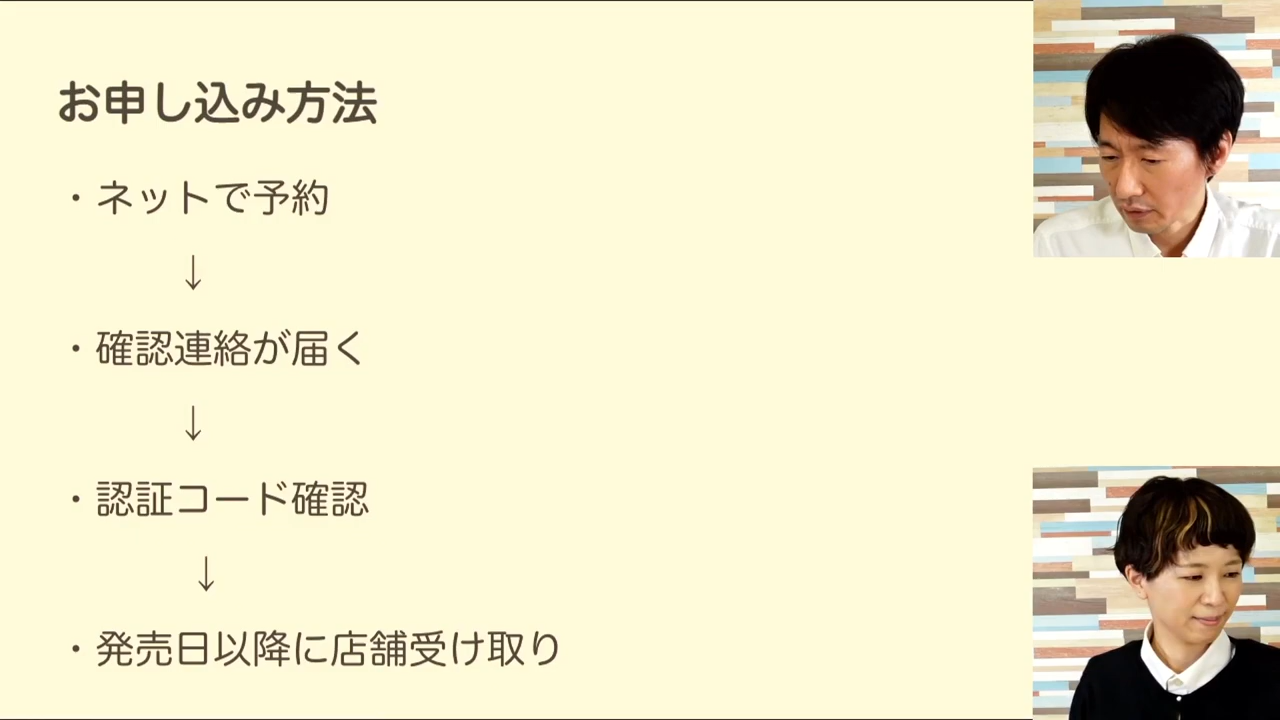 お申し込み方法
・ネットで予約
↓
・確認連絡が届く
↓
・認証コード確認
↓
・発売日以降に店舗受け取り